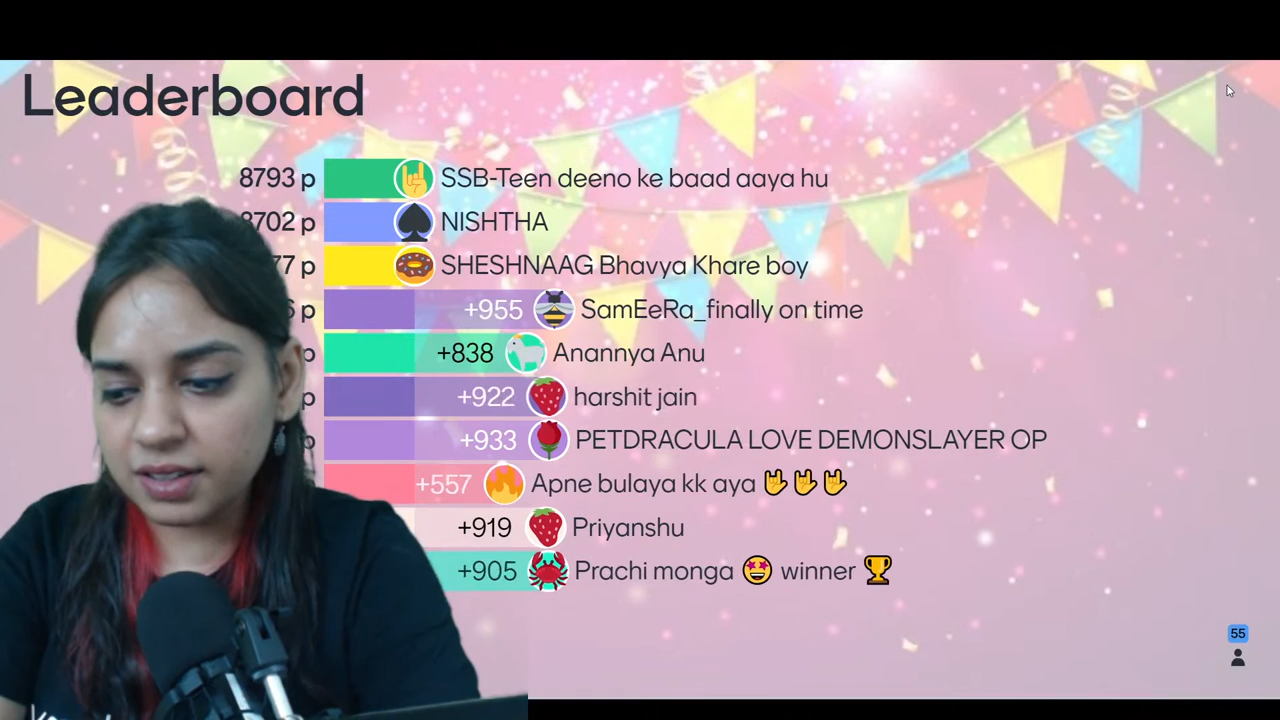 Leaderboard
8793 p SSB-Teen deeno ke baad aaya hu
8702 p NISHTHA
77 p SHESHNAAG Bhavya Khare boy
p +955 SamEeRa_finally on time
p +838 Anannya Anu
p +922 harshit jain
+933 PETDRACULA LOVE DEMONSLAYER OP
+557 Apne bulaya kk aya 🤟🤟🤟
+919 Priyanshu
+905 Prachi monga 🤩 winner 🏆
55